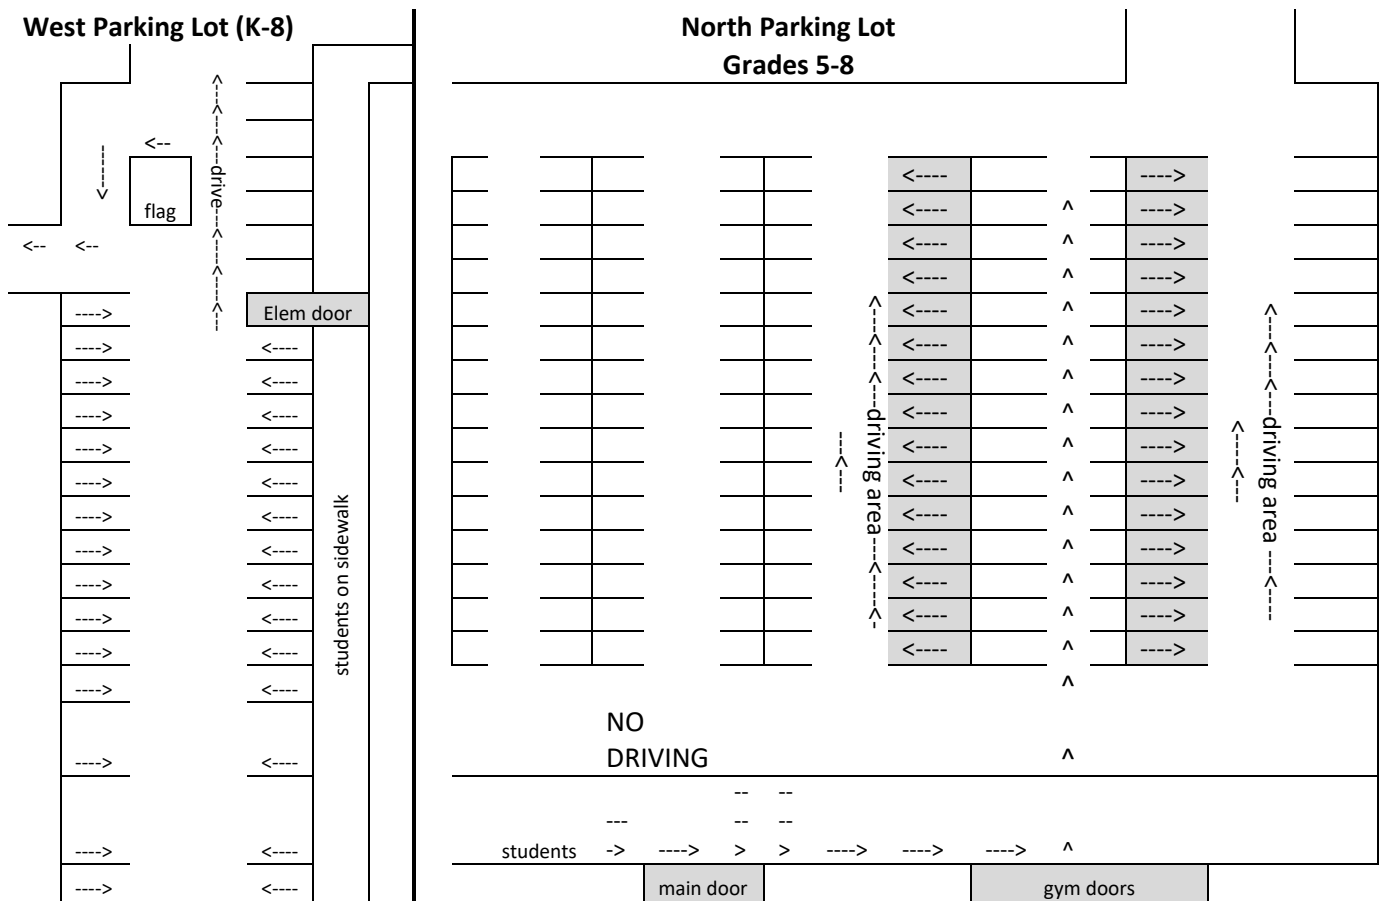 West Parking Lot (K-8)
North Parking Lot
Grades 5-8
<--
drive
flag
<-- <--
Elem door
driving area
driving area
students on sidewalk
NO
DRIVING
students
main door
gym doors